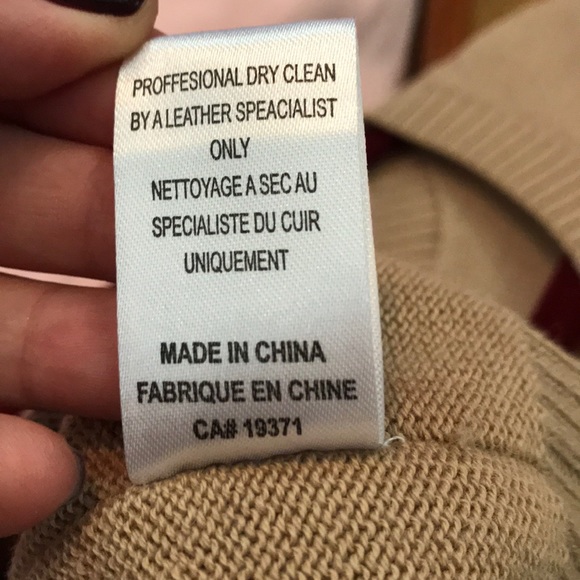 PROFFESIONAL DRY CLEAN
BY A LEATHER SPEACIALIST
ONLY
NETTOYAGE A SEC AU
SPECIALISTE DU CUIR
UNIQUEMENT
MADE IN CHINA
FABRIQUE EN CHINE
CA# 19371